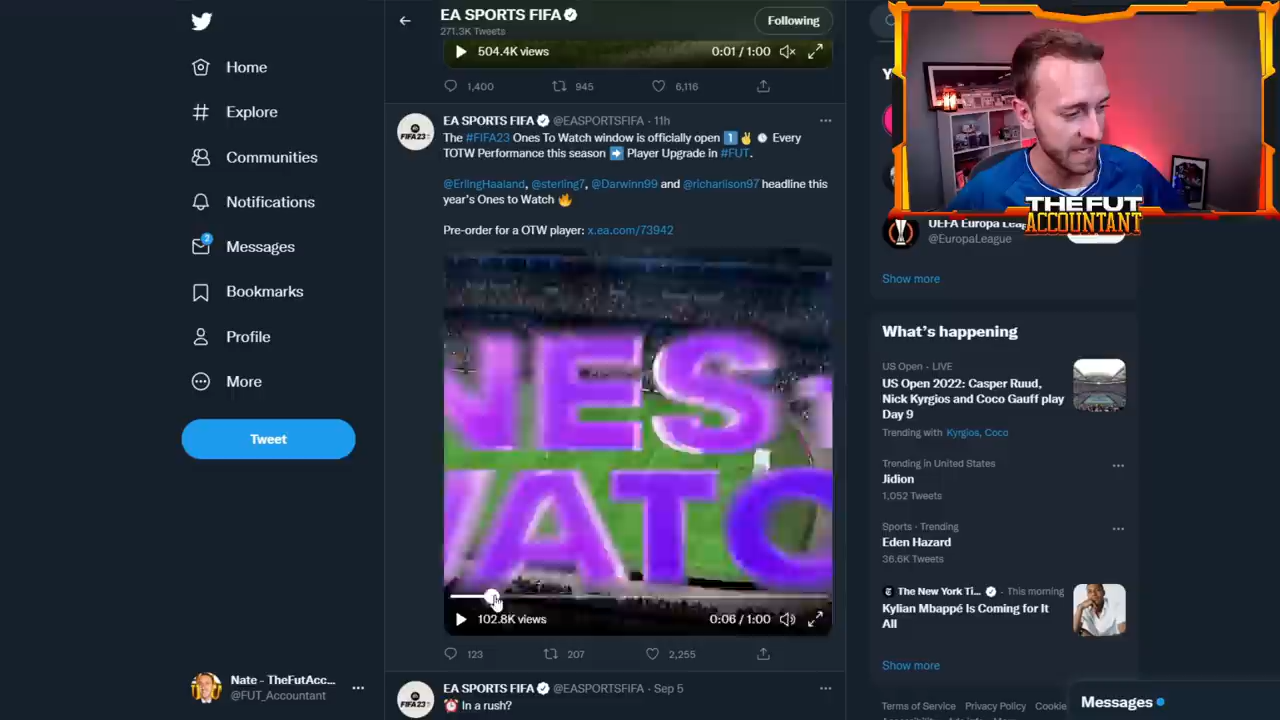 Home
Explore
Communities
Notifications
2
Messages
Bookmarks
Profile
More
Tweet
Nate - TheFutAcc...
@FUT_Accountant
EA SPORTS FIFA
271.3K Tweets
Following
504.4K views
0:01 / 1:00
1,400
945
6,116
FIFA 23
EA SPORTS FIFA @EASPORTSFIFA · 11h
The #FIFA23 Ones To Watch window is officially open 1 Every
TOTW Performance this season ➡ Player Upgrade in #FUT.
@ErlingHaaland, @sterling7, @Darwinn99 and @richarlison97 headline this
year's Ones to Watch
Pre-order for a OTW player: x.ea.com/73942
NES
WATC
102.8K views
0:06 / 1:00
123
207
2,255
FIFA 23
EA SPORTS FIFA @EASPORTSFIFA · Sep 5
In a rush?
THE FUT
ACCOUNTANT
UEFA Europa Leag
@EuropaLeague
Show more
What's happening
US Open · LIVE
US Open 2022: Casper Ruud,
Nick Kyrgios and Coco Gauff play
Day 9
Trending with Kyrgios, Coco
Trending in United States
Jidion
1,052 Tweets
Sports · Trending
Eden Hazard
36.6K Tweets
The New York Ti... · This morning
Kylian Mbappé Is Coming for It
All
Show more
Terms of Service Privacy Policy Cookie
Messages